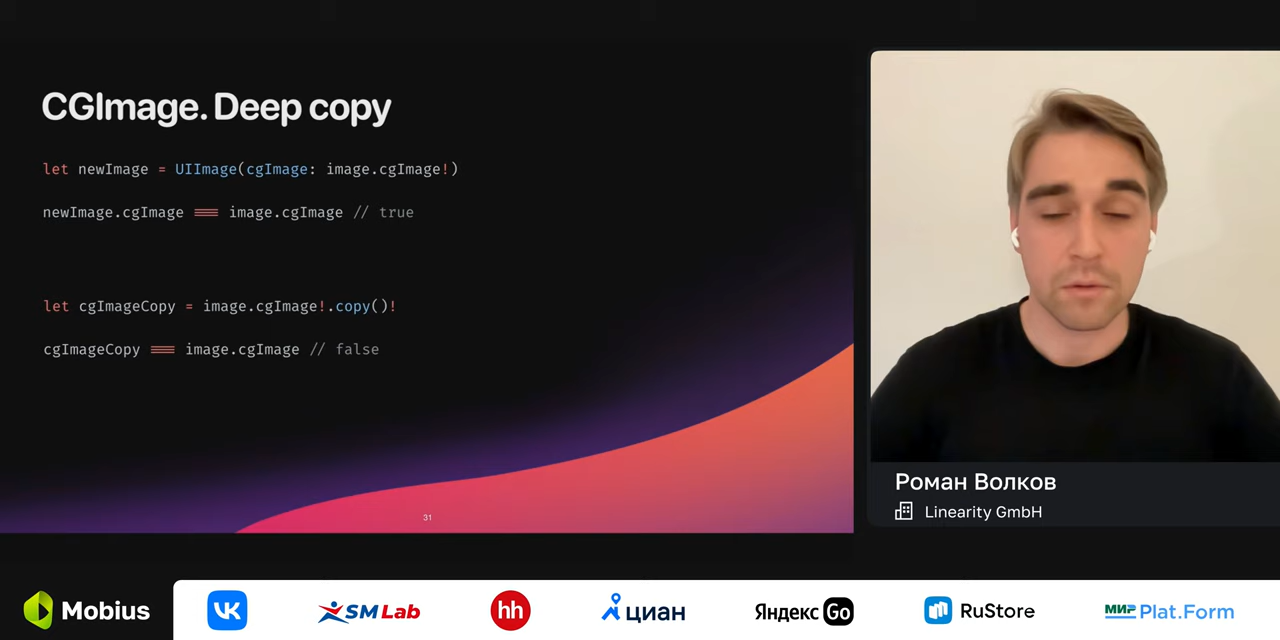 CGImage. Deep copy
let newImage = UIImage(cgImage: image.cgImage!)
newImage.cgImage === image.cgImage // true
let cgImageCopy = image.cgImage!.copy()!
cgImageCopy === image.cgImage // false
31
Роман Волков
Linearity GmbH
Mobius
VK
SM Lab
hh
циан
Яндекс Go
RuStore
МИР Plat.Form